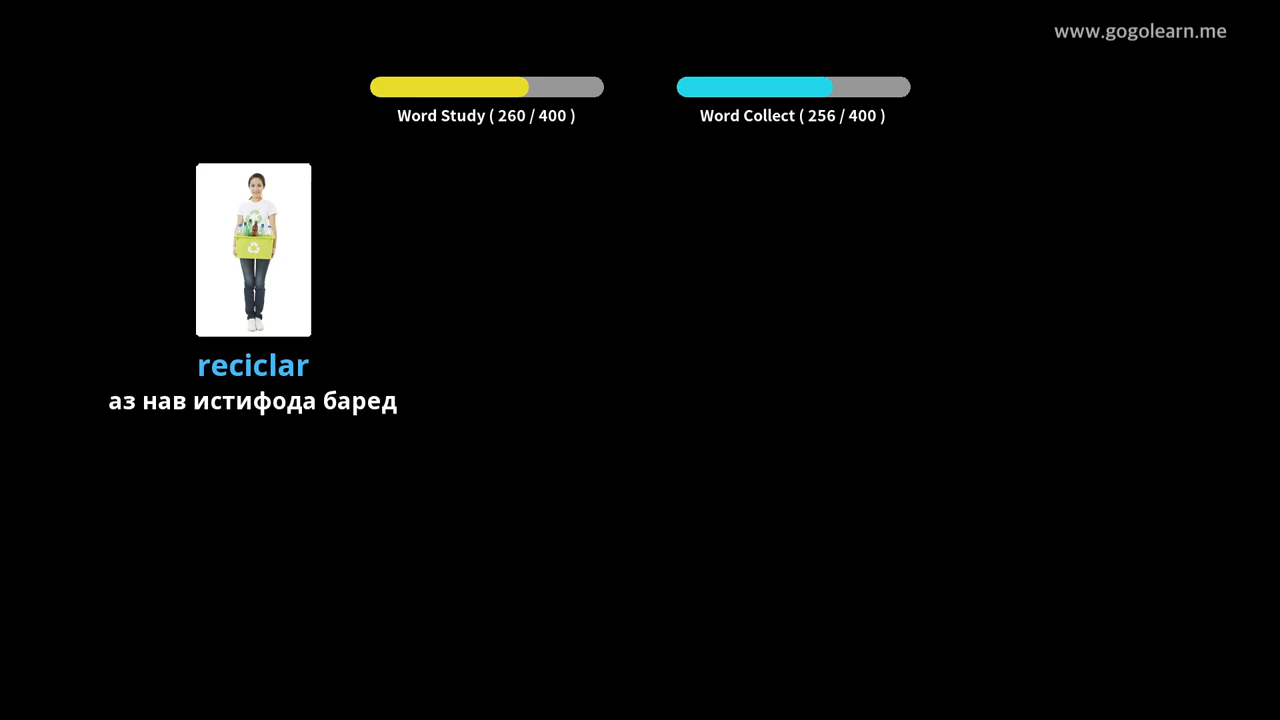 www.gogolearn.me
Word Study ( 260 / 400 )
Word Collect ( 256 / 400 )
reciclar
аз нав истифода баред